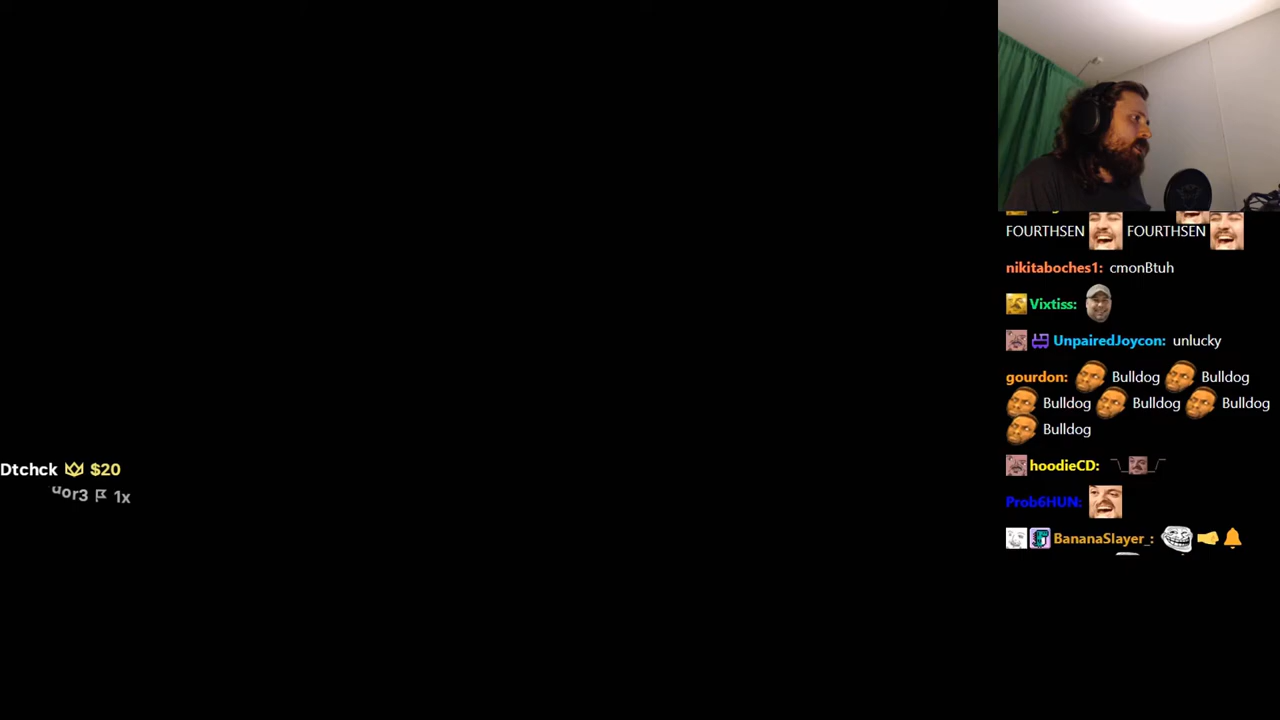 FOURTHSEN FOURTHSEN
nikitaboches1: cmonBtuh
Vixtiss:
UnpairedJoycon: unlucky
gourdon: Bulldog Bulldog
Bulldog Bulldog Bulldog
Bulldog
hoodieCD:
Prob6HUN:
BananaSlayer_:
Dtchck $20
1x